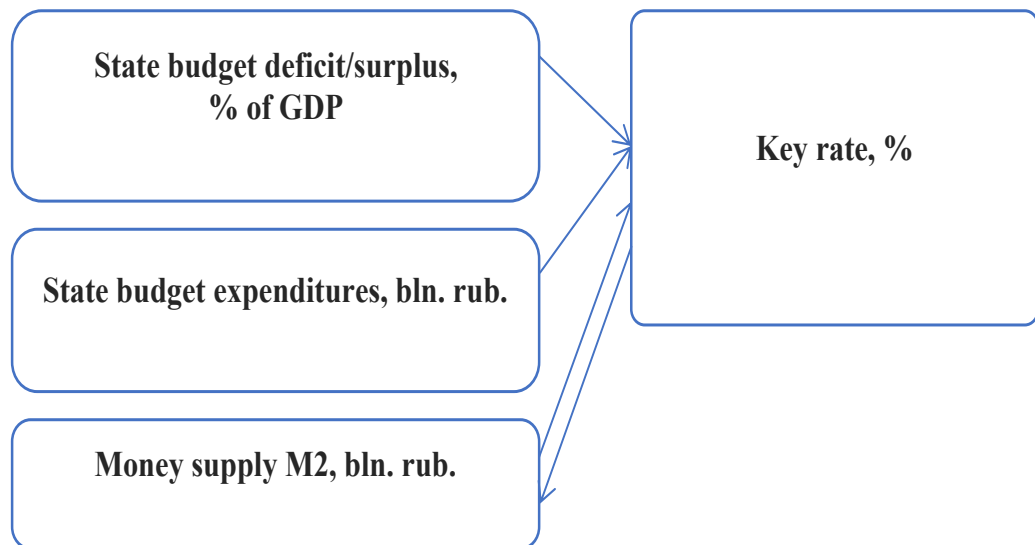 State budget deficit/surplus,
% of GDP
Key rate, %
State budget expenditures, bln. rub.
Money supply M2, bln. rub.